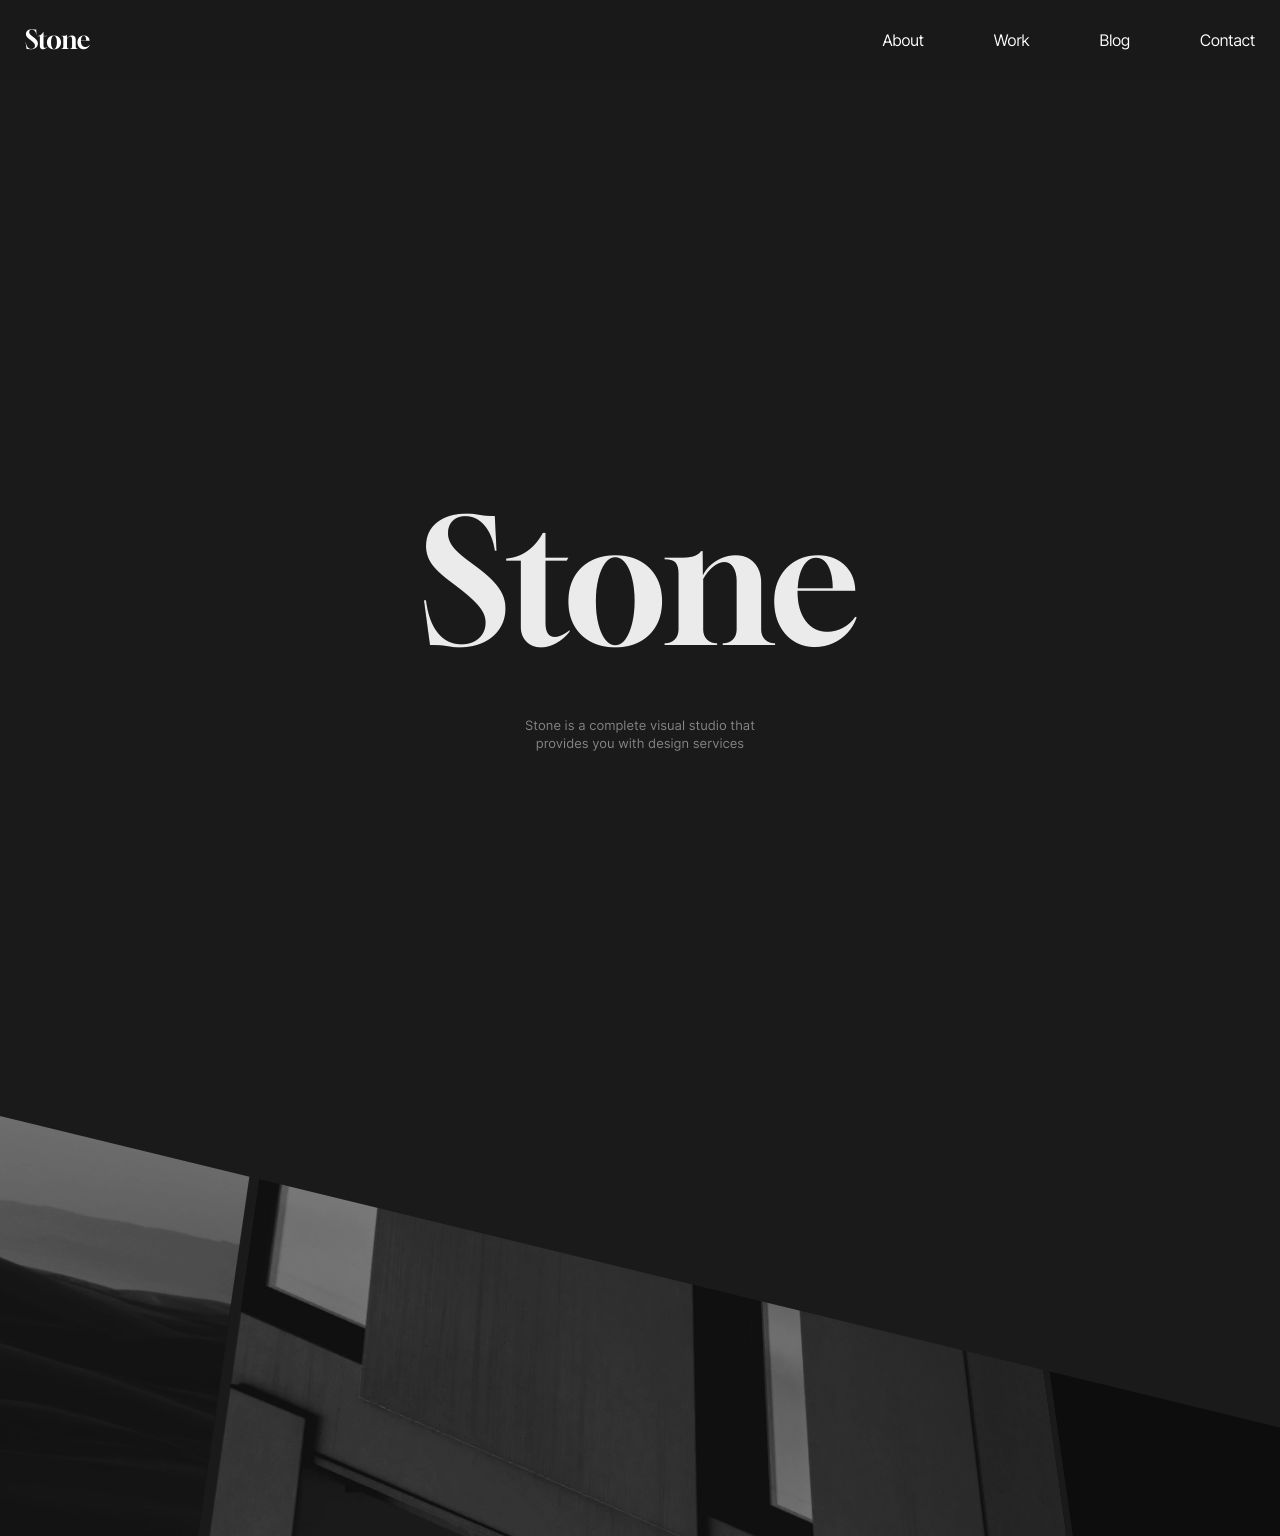 Stone
About
Work
Blog
Contact
Stone
Stone is a complete visual studio that
provides you with design services